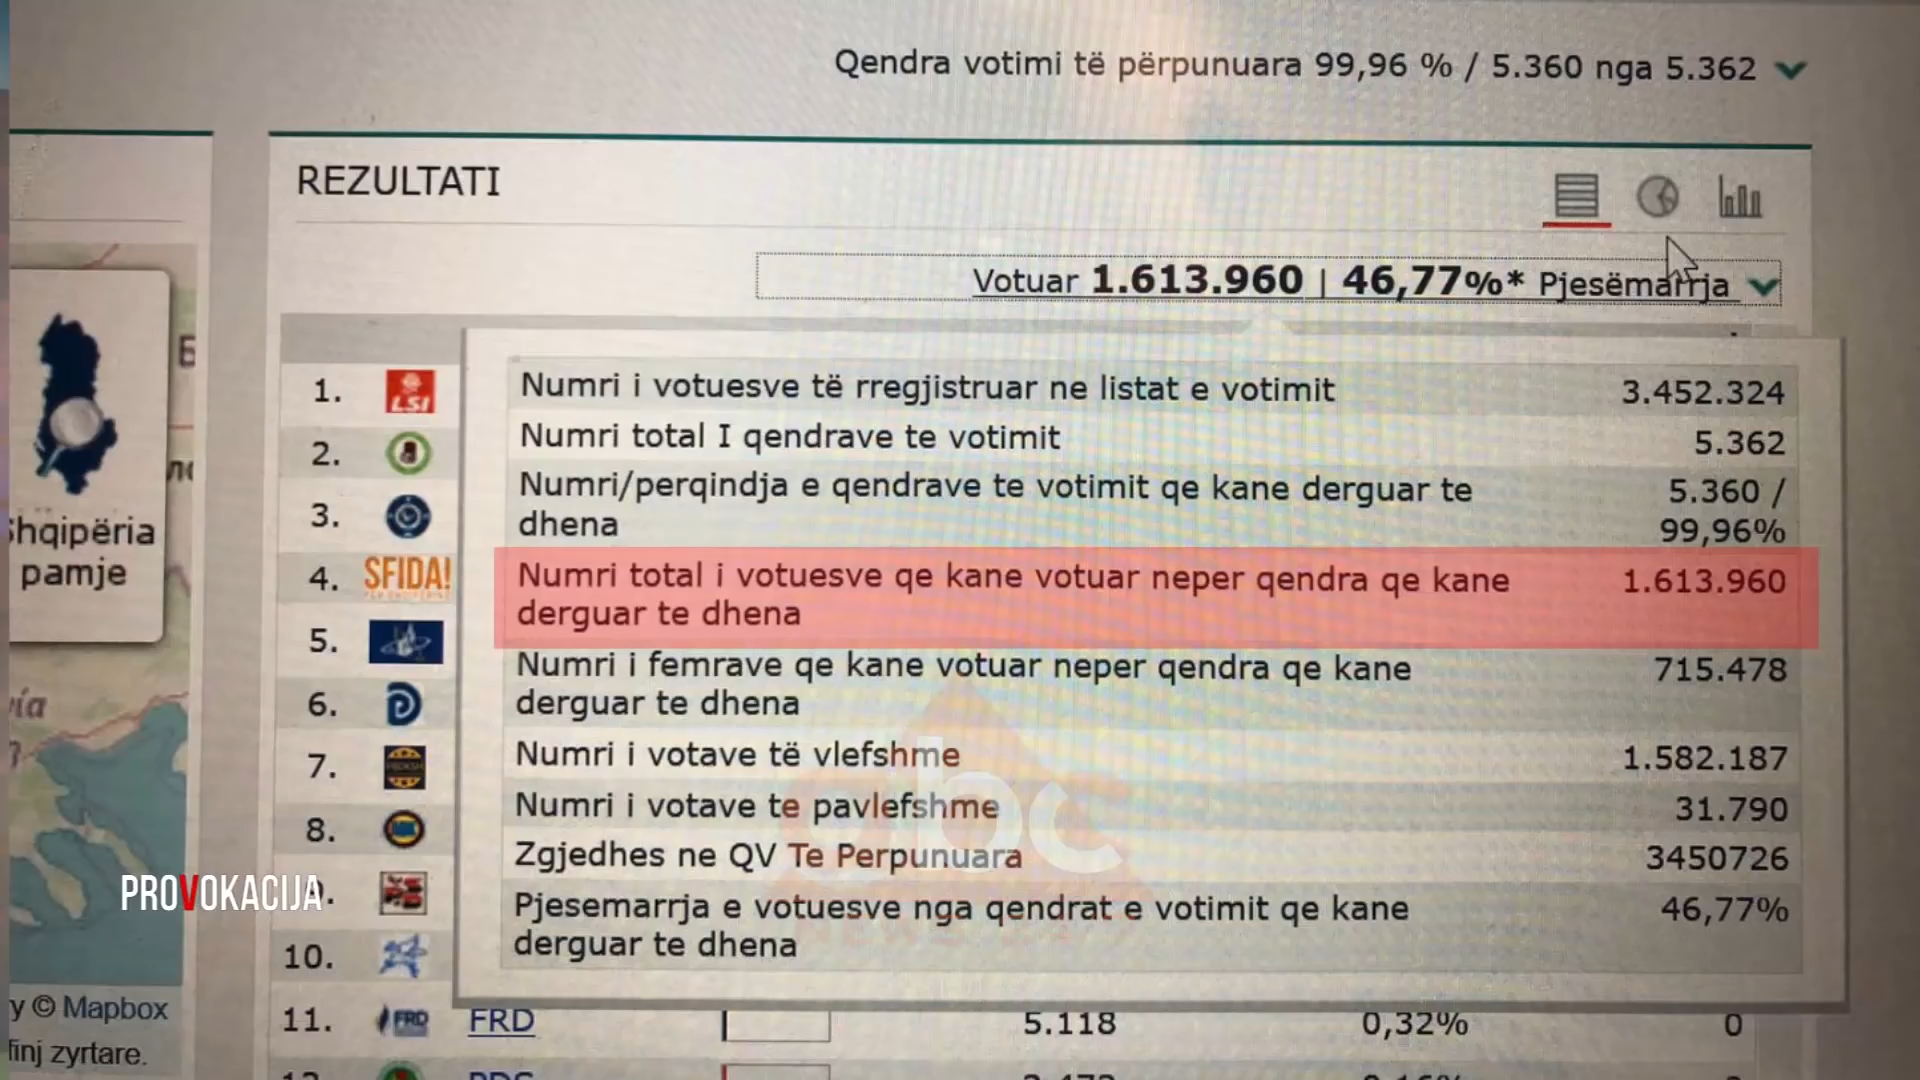 Qendra votimi të përpunuara 99,96 % / 5.360 nga 5.362
REZULTATI
Votuar 1.613.960 | 46,77%* Pjesëmarrja
1. LSI
2.
3.
4. SFIDA!
5.
6.
7.
8.
10.
11. FRD FRD 5.118 0,32% 0
Numri i votuesve të rregjistruar ne listat e votimit 3.452.324
Numri total I qendrave te votimit 5.362
Numri/perqindja e qendrave te votimit qe kane derguar te
dhena 5.360 /
99,96%
Numri total i votuesve qe kane votuar neper qendra qe kane
derguar te dhena 1.613.960
Numri i femrave qe kane votuar neper qendra qe kane
derguar te dhena 715.478
Numri i votave të vlefshme 1.582.187
Numri i votave te pavlefshme 31.790
Zgjedhes ne QV Te Perpunuara 3450726
Pjesemarrja e votuesve nga qendrat e votimit qe kane
derguar te dhena 46,77%
Shqipëria
pamje
© Mapbox
zyrtare.
PROVOKACIJA
abc